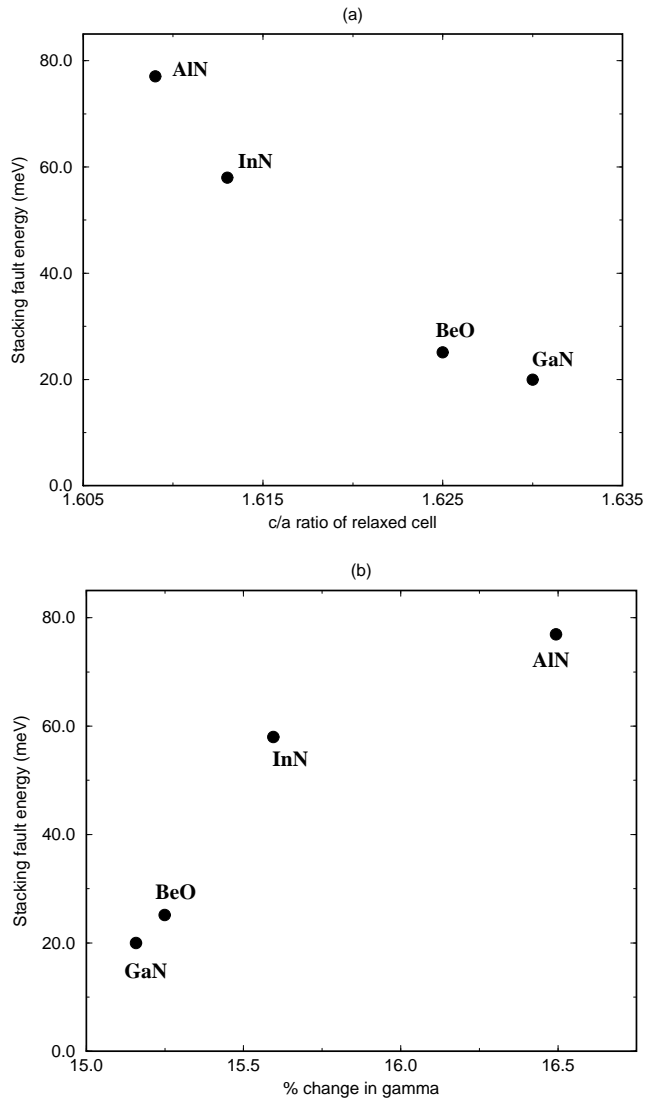 (a)
80.0
AlN
InN
60.0
40.0
BeO
GaN
20.0
0.0
1.605
1.615
1.625
1.635
Stacking fault energy (meV)
c/a ratio of relaxed cell
(b)
80.0
AlN
60.0
InN
40.0
BeO
20.0
GaN
0.0
15.0
15.5
16.0
16.5
Stacking fault energy (meV)
% change in gamma